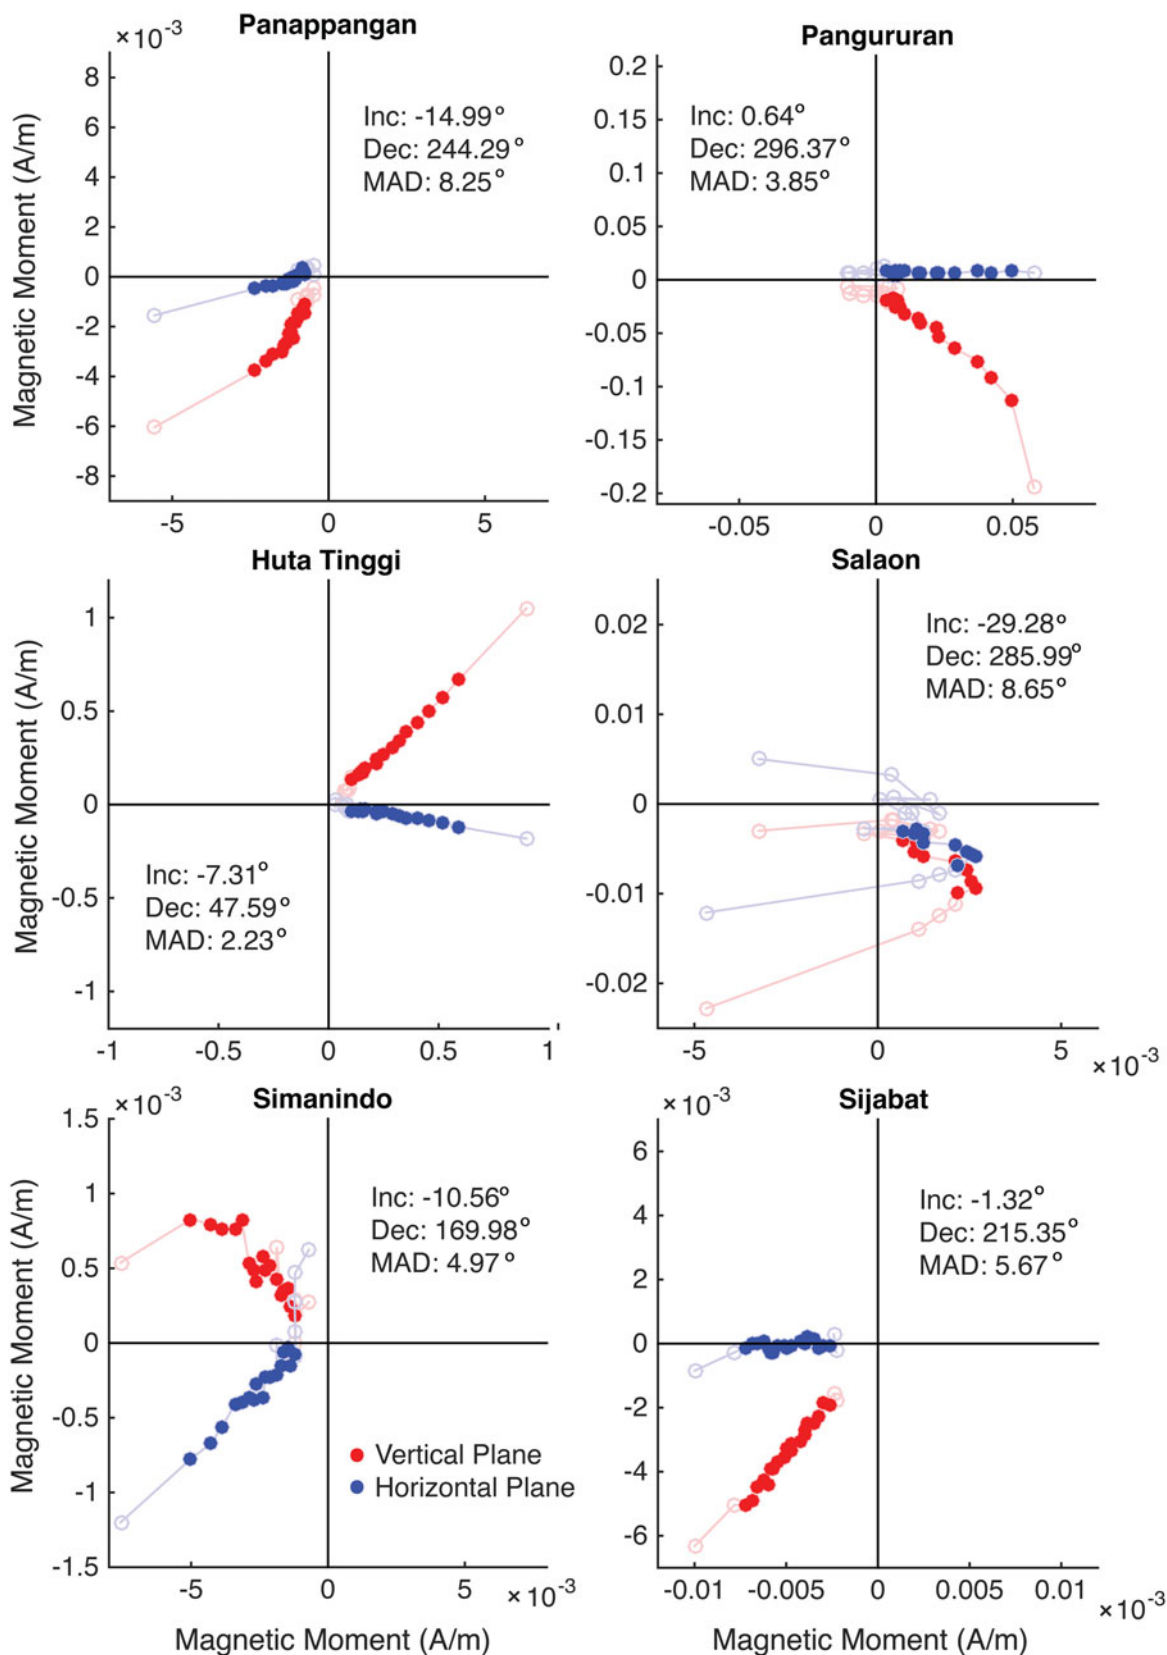 Panappangan
×10⁻³
8
6
4
2
0
-2
-4
-6
-8
-5
0
5
Inc: -14.99°
Dec: 244.29°
MAD: 8.25°
Magnetic Moment (A/m)
Pangururan
0.2
0.15
0.1
0.05
0
-0.05
-0.1
-0.15
-0.2
-0.05
0
0.05
Inc: 0.64°
Dec: 296.37°
MAD: 3.85°
Huta Tinggi
1
0.5
0
-0.5
-1
-1
-0.5
0
0.5
1
Inc: -7.31°
Dec: 47.59°
MAD: 2.23°
Magnetic Moment (A/m)
Salaon
0.02
0.01
0
-0.01
-0.02
-5
0
5
×10⁻³
Inc: -29.28°
Dec: 285.99°
MAD: 8.65°
Simanindo
×10⁻³
1.5
1
0.5
0
-0.5
-1
-1.5
-5
0
5
×10⁻³
Inc: -10.56°
Dec: 169.98°
MAD: 4.97°
Vertical Plane
Horizontal Plane
Magnetic Moment (A/m)
Magnetic Moment (A/m)
Sijabat
×10⁻³
6
4
2
0
-2
-4
-6
-0.01
-0.005
0
0.005
0.01
×10⁻³
Inc: -1.32°
Dec: 215.35°
MAD: 5.67°
Magnetic Moment (A/m)